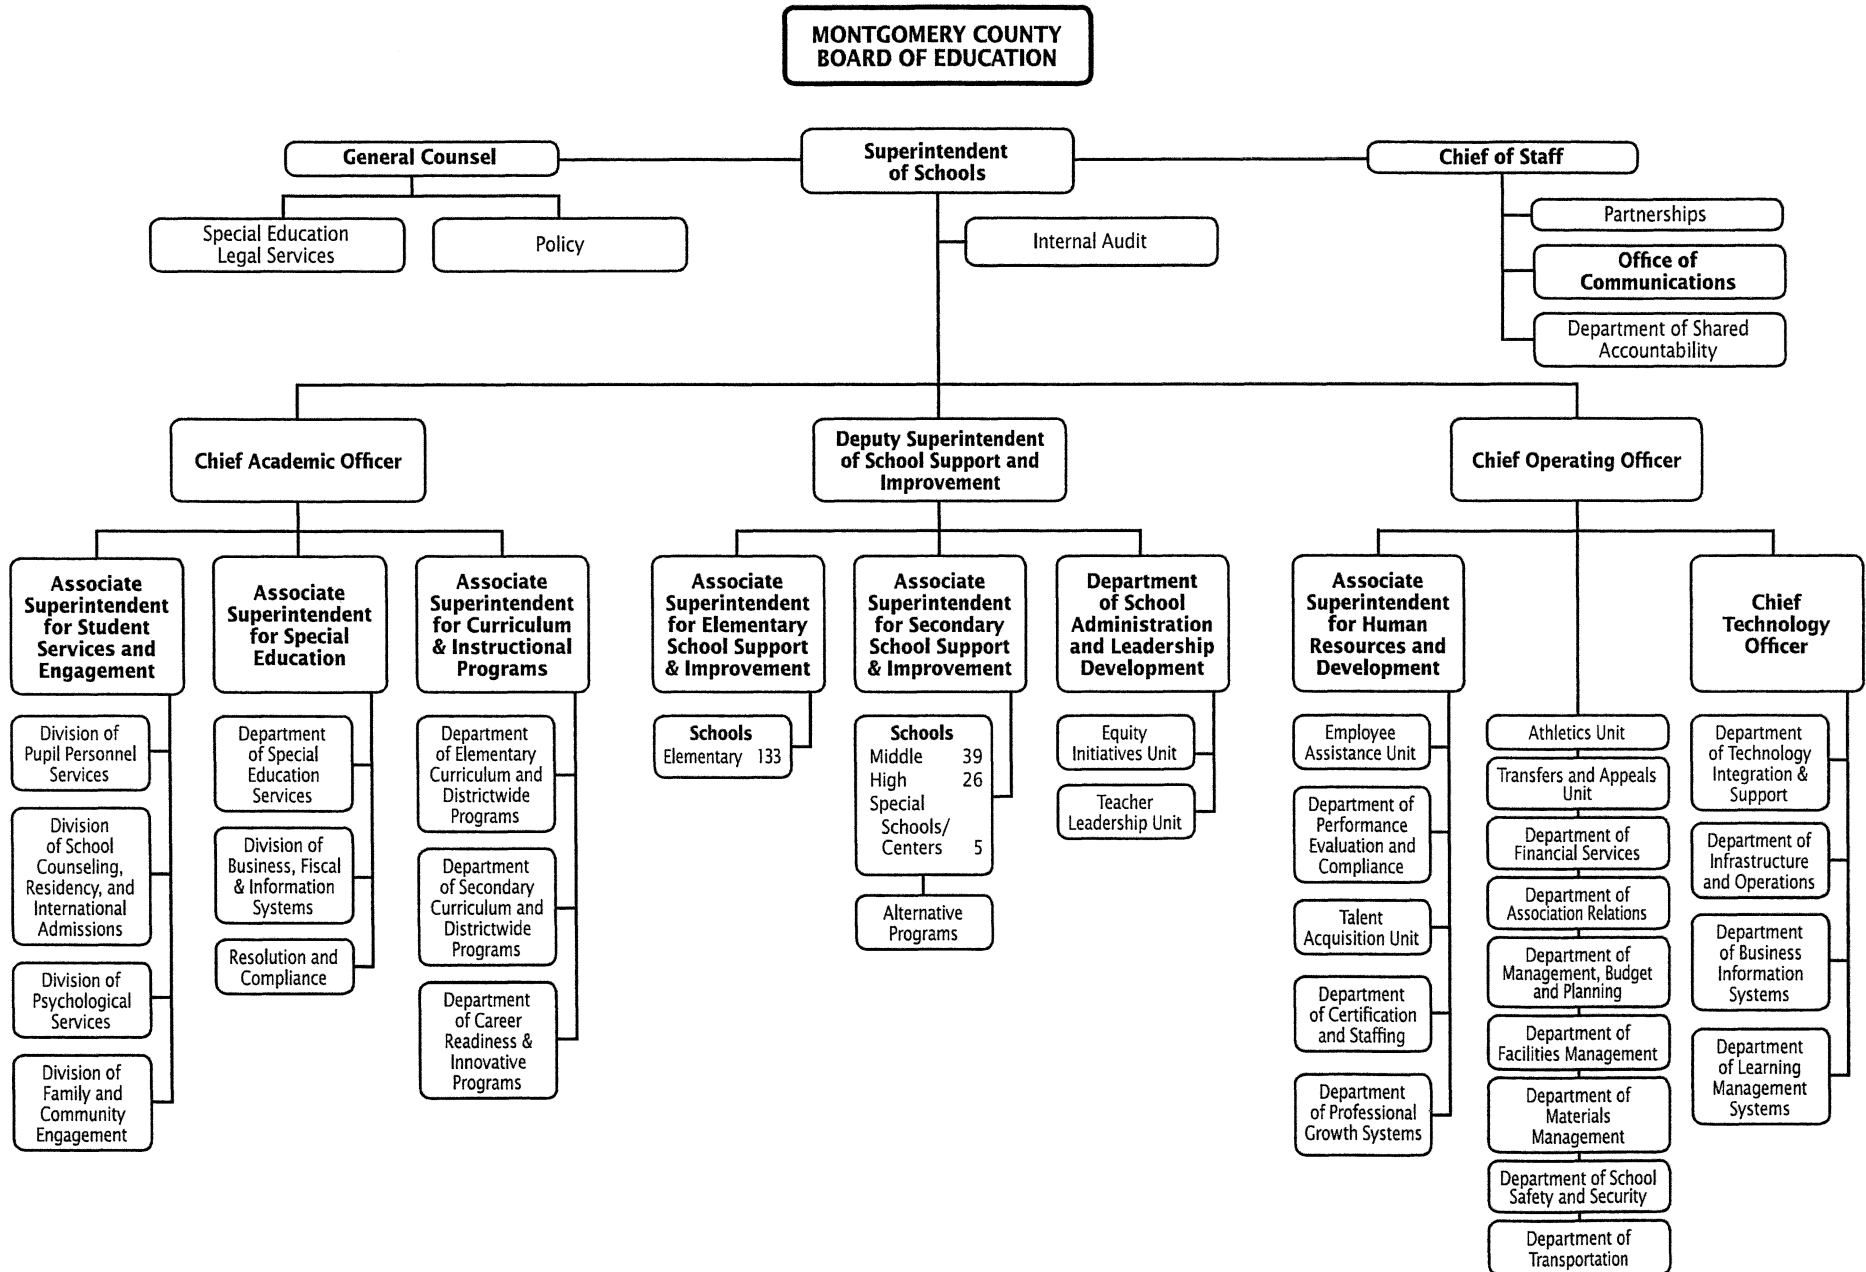 MONTGOMERY COUNTY
BOARD OF EDUCATION
General Counsel
Superintendent
of Schools
Chief of Staff
Special Education
Legal Services
Policy
Internal Audit
Partnerships
Office of
Communications
Department of Shared
Accountability
Chief Academic Officer
Deputy Superintendent
of School Support and
Improvement
Chief Operating Officer
Associate
Superintendent
for Student
Services and
Engagement
Division of
Pupil Personnel
Services
Division
of School
Counseling,
Residency, and
International
Admissions
Division of
Psychological
Services
Division of
Family and
Community
Engagement
Associate
Superintendent
for Special
Education
Department
of Special
Education
Services
Division of
Business, Fiscal
& Information
Systems
Resolution and
Compliance
Associate
Superintendent
for Curriculum
& Instructional
Programs
Department
of Elementary
Curriculum and
Districtwide
Programs
Department
of Secondary
Curriculum and
Districtwide
Programs
Department
of Career
Readiness &
Innovative
Programs
Associate
Superintendent
for Elementary
School Support
& Improvement
Schools
Elementary 133
Associate
Superintendent
for Secondary
School Support
& Improvement
Schools
Middle 39
High 26
Special
Schools/
Centers 5
Alternative
Programs
Department
of School
Administration
and Leadership
Development
Equity
Initiatives Unit
Teacher
Leadership Unit
Associate
Superintendent
for Human
Resources and
Development
Employee
Assistance Unit
Department of
Performance
Evaluation and
Compliance
Talent
Acquisition Unit
Department
of Certification
and Staffing
Department
of Professional
Growth Systems
Athletics Unit
Transfers and Appeals
Unit
Department of
Financial Services
Department of
Association Relations
Department of
Management, Budget
and Planning
Department of
Facilities Management
Department of
Materials
Management
Department of School
Safety and Security
Department of
Transportation
Chief
Technology
Officer
Department
of Technology
Integration &
Support
Department of
Infrastructure
and Operations
Department
of Business
Information
Systems
Department
of Learning
Management
Systems